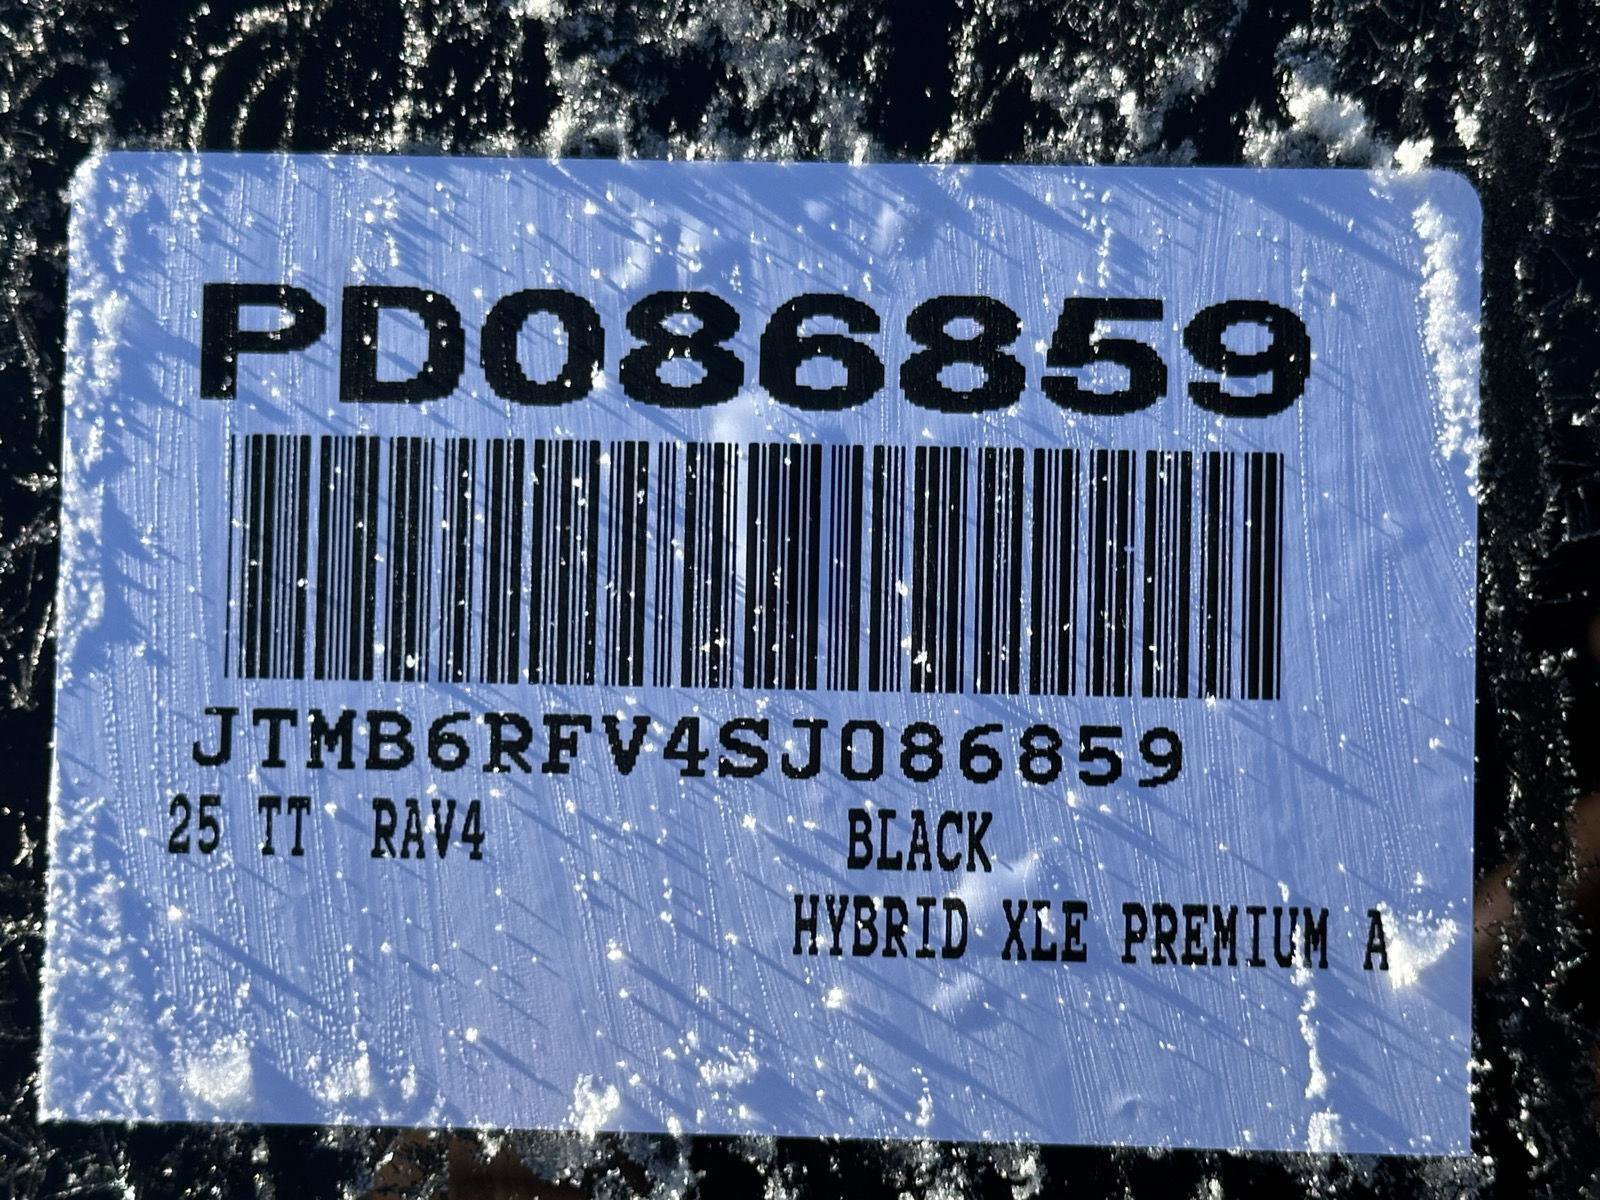 PD086859
JTMB6RFV4SJ086859
25 TT RAV4 BLACK
HYBRID XLE PREMIUM A